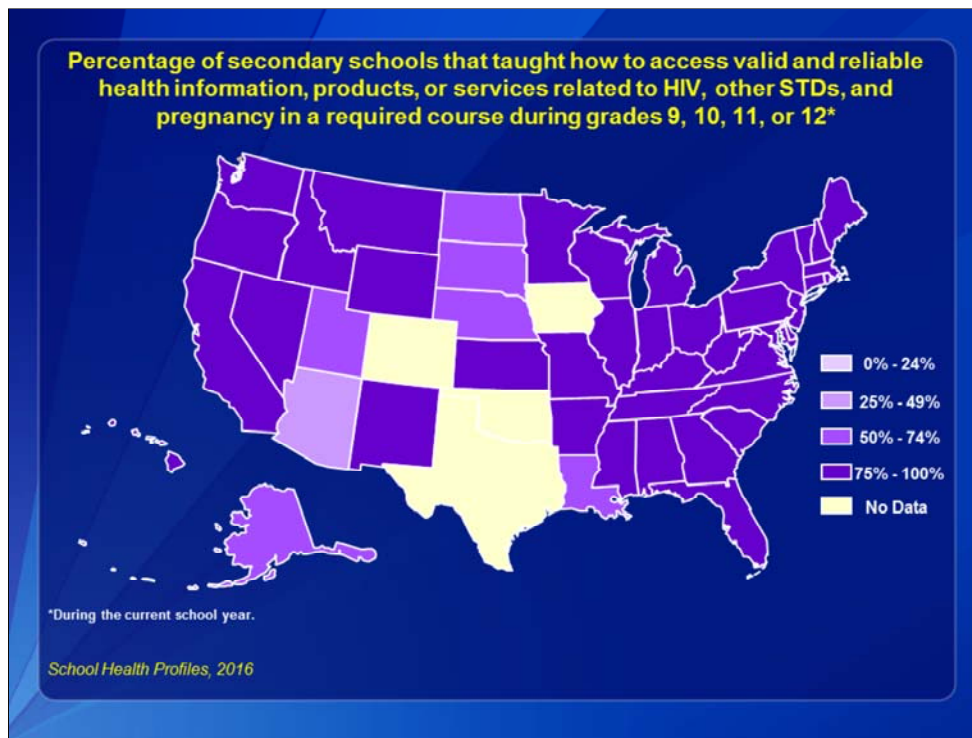 Percentage of secondary schools that taught how to access valid and reliable
health information, products, or services related to HIV, other STDs, and
pregnancy in a required course during grades 9, 10, 11, or 12*
0% - 24%
25% - 49%
50% - 74%
75% - 100%
No Data
*During the current school year.
School Health Profiles, 2016